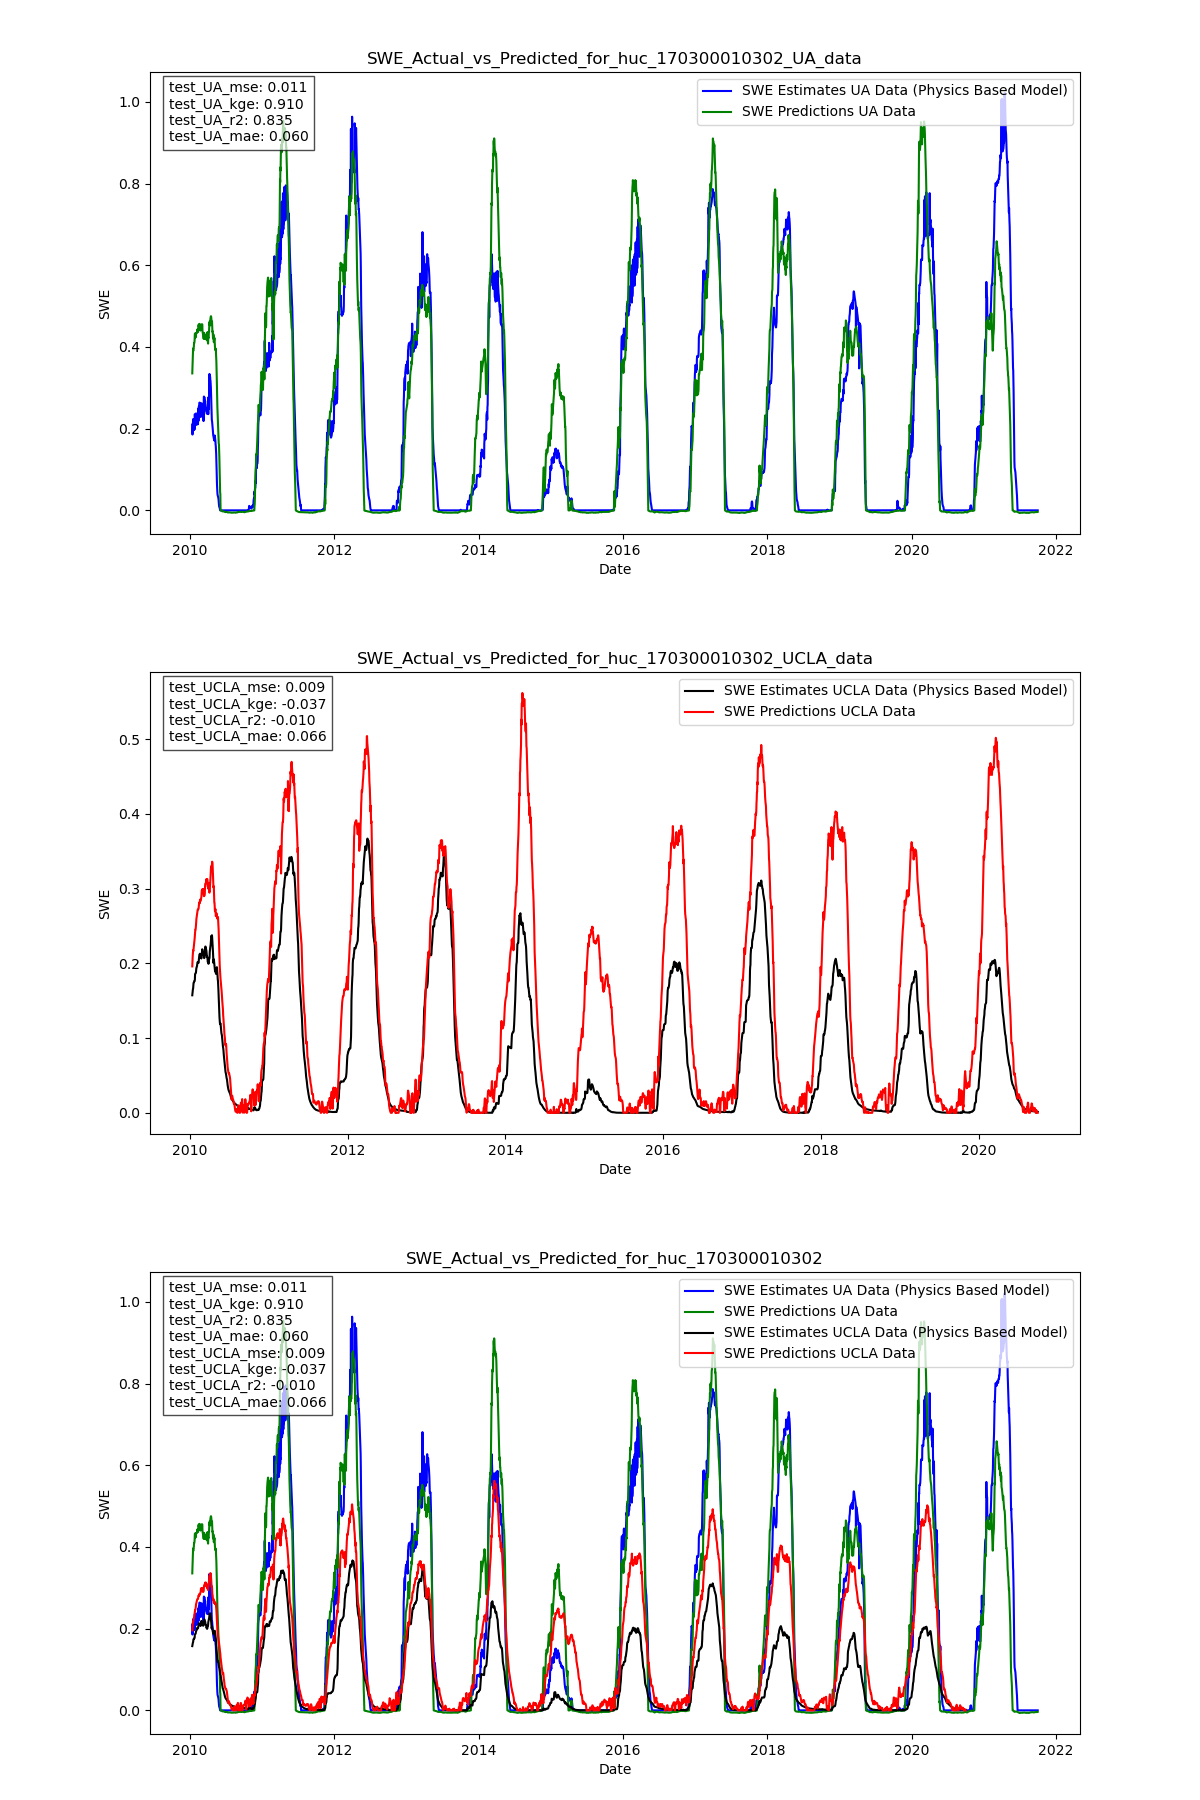 SWE_Actual_vs_Predicted_for_huc_170300010302_UA_data
test_UA_mse: 0.011
test_UA_kge: 0.910
test_UA_r2: 0.835
test_UA_mae: 0.060
SWE Estimates UA Data (Physics Based Model)
SWE Predictions UA Data
1.0
0.8
0.6
0.4
0.2
0.0
SWE
2010 2012 2014 2016 2018 2020 2022
Date
SWE_Actual_vs_Predicted_for_huc_170300010302_UCLA_data
test_UCLA_mse: 0.009
test_UCLA_kge: -0.037
test_UCLA_r2: -0.010
test_UCLA_mae: 0.066
SWE Estimates UCLA Data (Physics Based Model)
SWE Predictions UCLA Data
0.5
0.4
0.3
0.2
0.1
0.0
SWE
2010 2012 2014 2016 2018 2020
Date
SWE_Actual_vs_Predicted_for_huc_170300010302
test_UA_mse: 0.011
test_UA_kge: 0.910
test_UA_r2: 0.835
test_UA_mae: 0.060
test_UCLA_mse: 0.009
test_UCLA_kge: -0.037
test_UCLA_r2: -0.010
test_UCLA_mae: 0.066
SWE Estimates UA Data (Physics Based Model)
SWE Predictions UA Data
SWE Estimates UCLA Data (Physics Based Model)
SWE Predictions UCLA Data
1.0
0.8
0.6
0.4
0.2
0.0
SWE
2010 2012 2014 2016 2018 2020 2022
Date